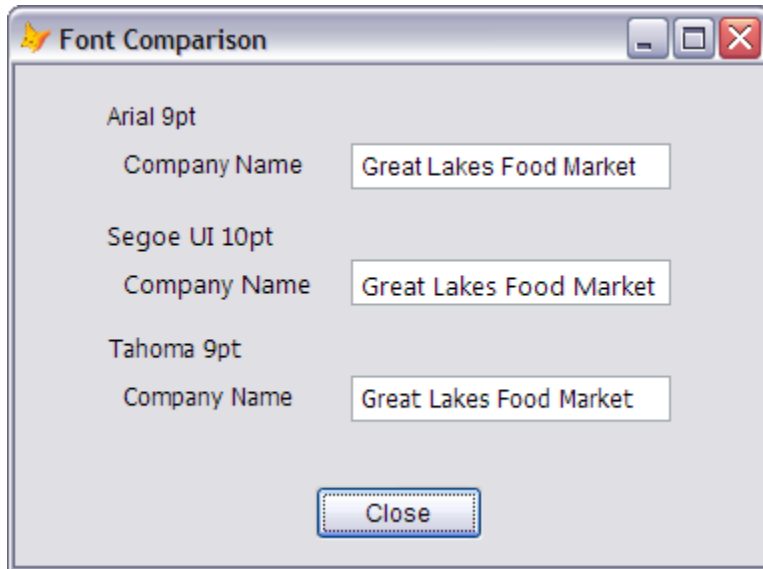 Font Comparison
Arial 9pt
Company Name Great Lakes Food Market
Segoe UI 10pt
Company Name Great Lakes Food Market
Tahoma 9pt
Company Name Great Lakes Food Market
Close